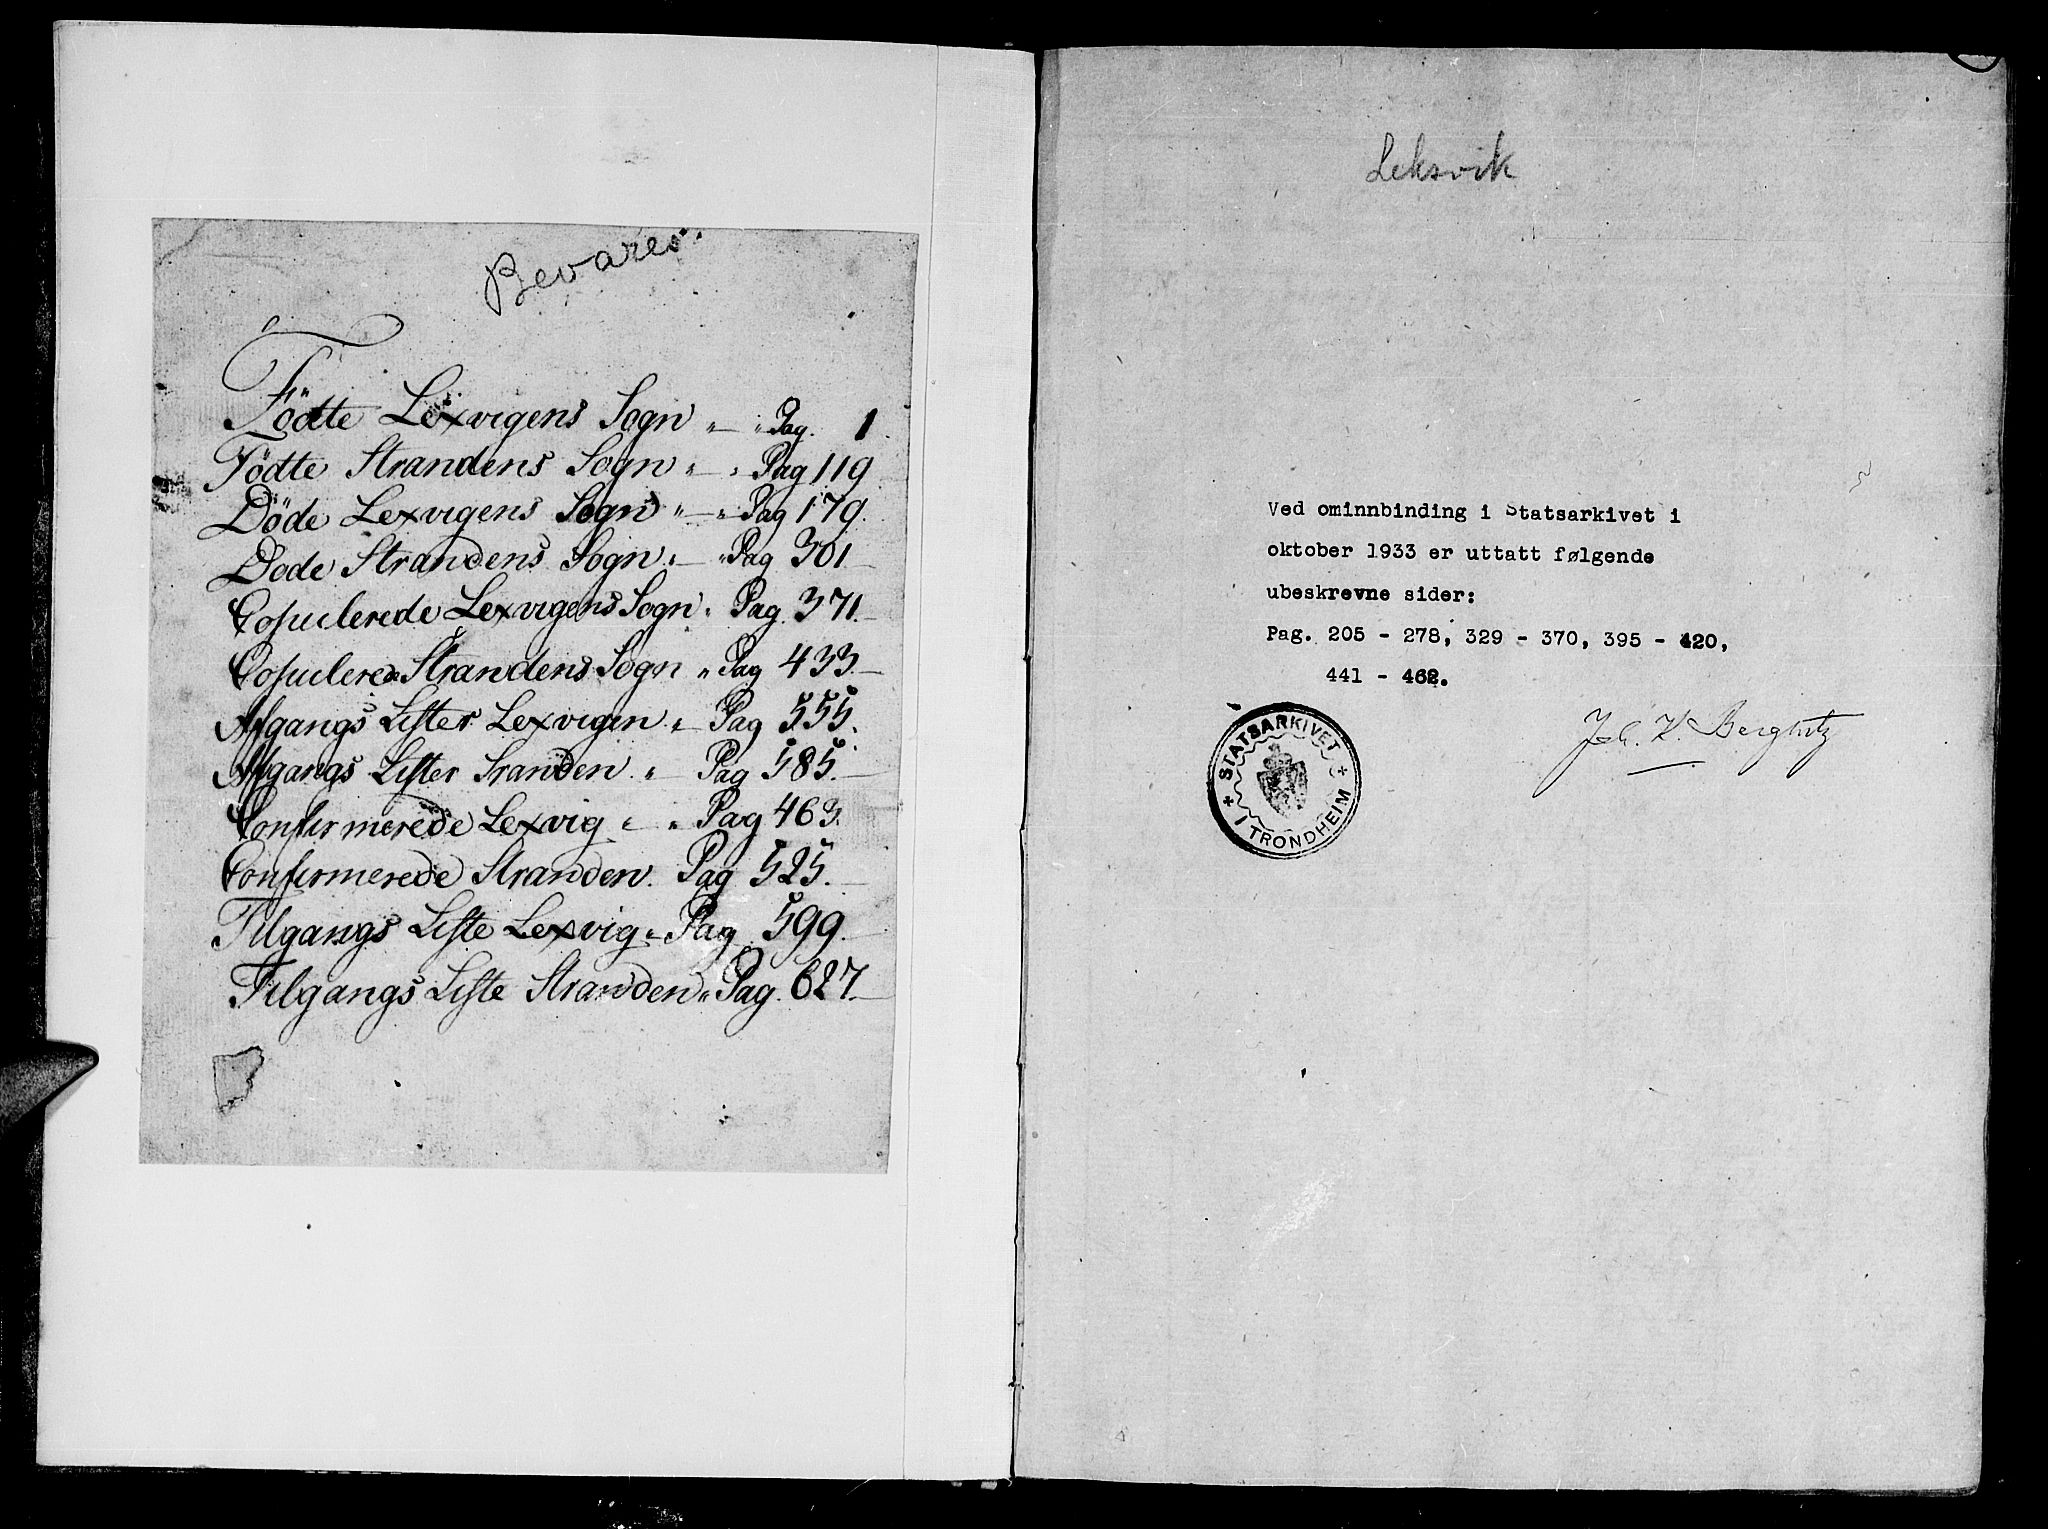 Bevares.
Födte Lexvigens Sogn „ — „ Pag. 1.
Födte Strandens Sogn „ — „ Pag 119
Döde Lexvigens Sogn „ — „ Pag 179.
Döde Strandens Sogn „ — „ Pag 301 —
Copulerede Lexvigens Sogn „ Pag. 371. —
Copulerede Strandens Sogn „ Pag 433. —
Afgangs Lister Lexvigen „ — Pag 555.
Afgangs Lister Sranden. „ — Pag 585. —
Confirmerede Lexvig „ — „ Pag 463.
Confirmerede Stranden. Pag 525. —
Tilgangs Liste Lexvig „ — Pag 599. —
Tilgangs Liste Stranden „ Pag. 627. —
Leksvik
Ved ominnbinding i Statsarkivet i
oktober 1933 er uttatt følgende
ubeskrevne sider:
Pag. 205 - 278, 329 - 370, 395 - 420,
441 - 462.
STATSARKIVET I TRONDHEIM